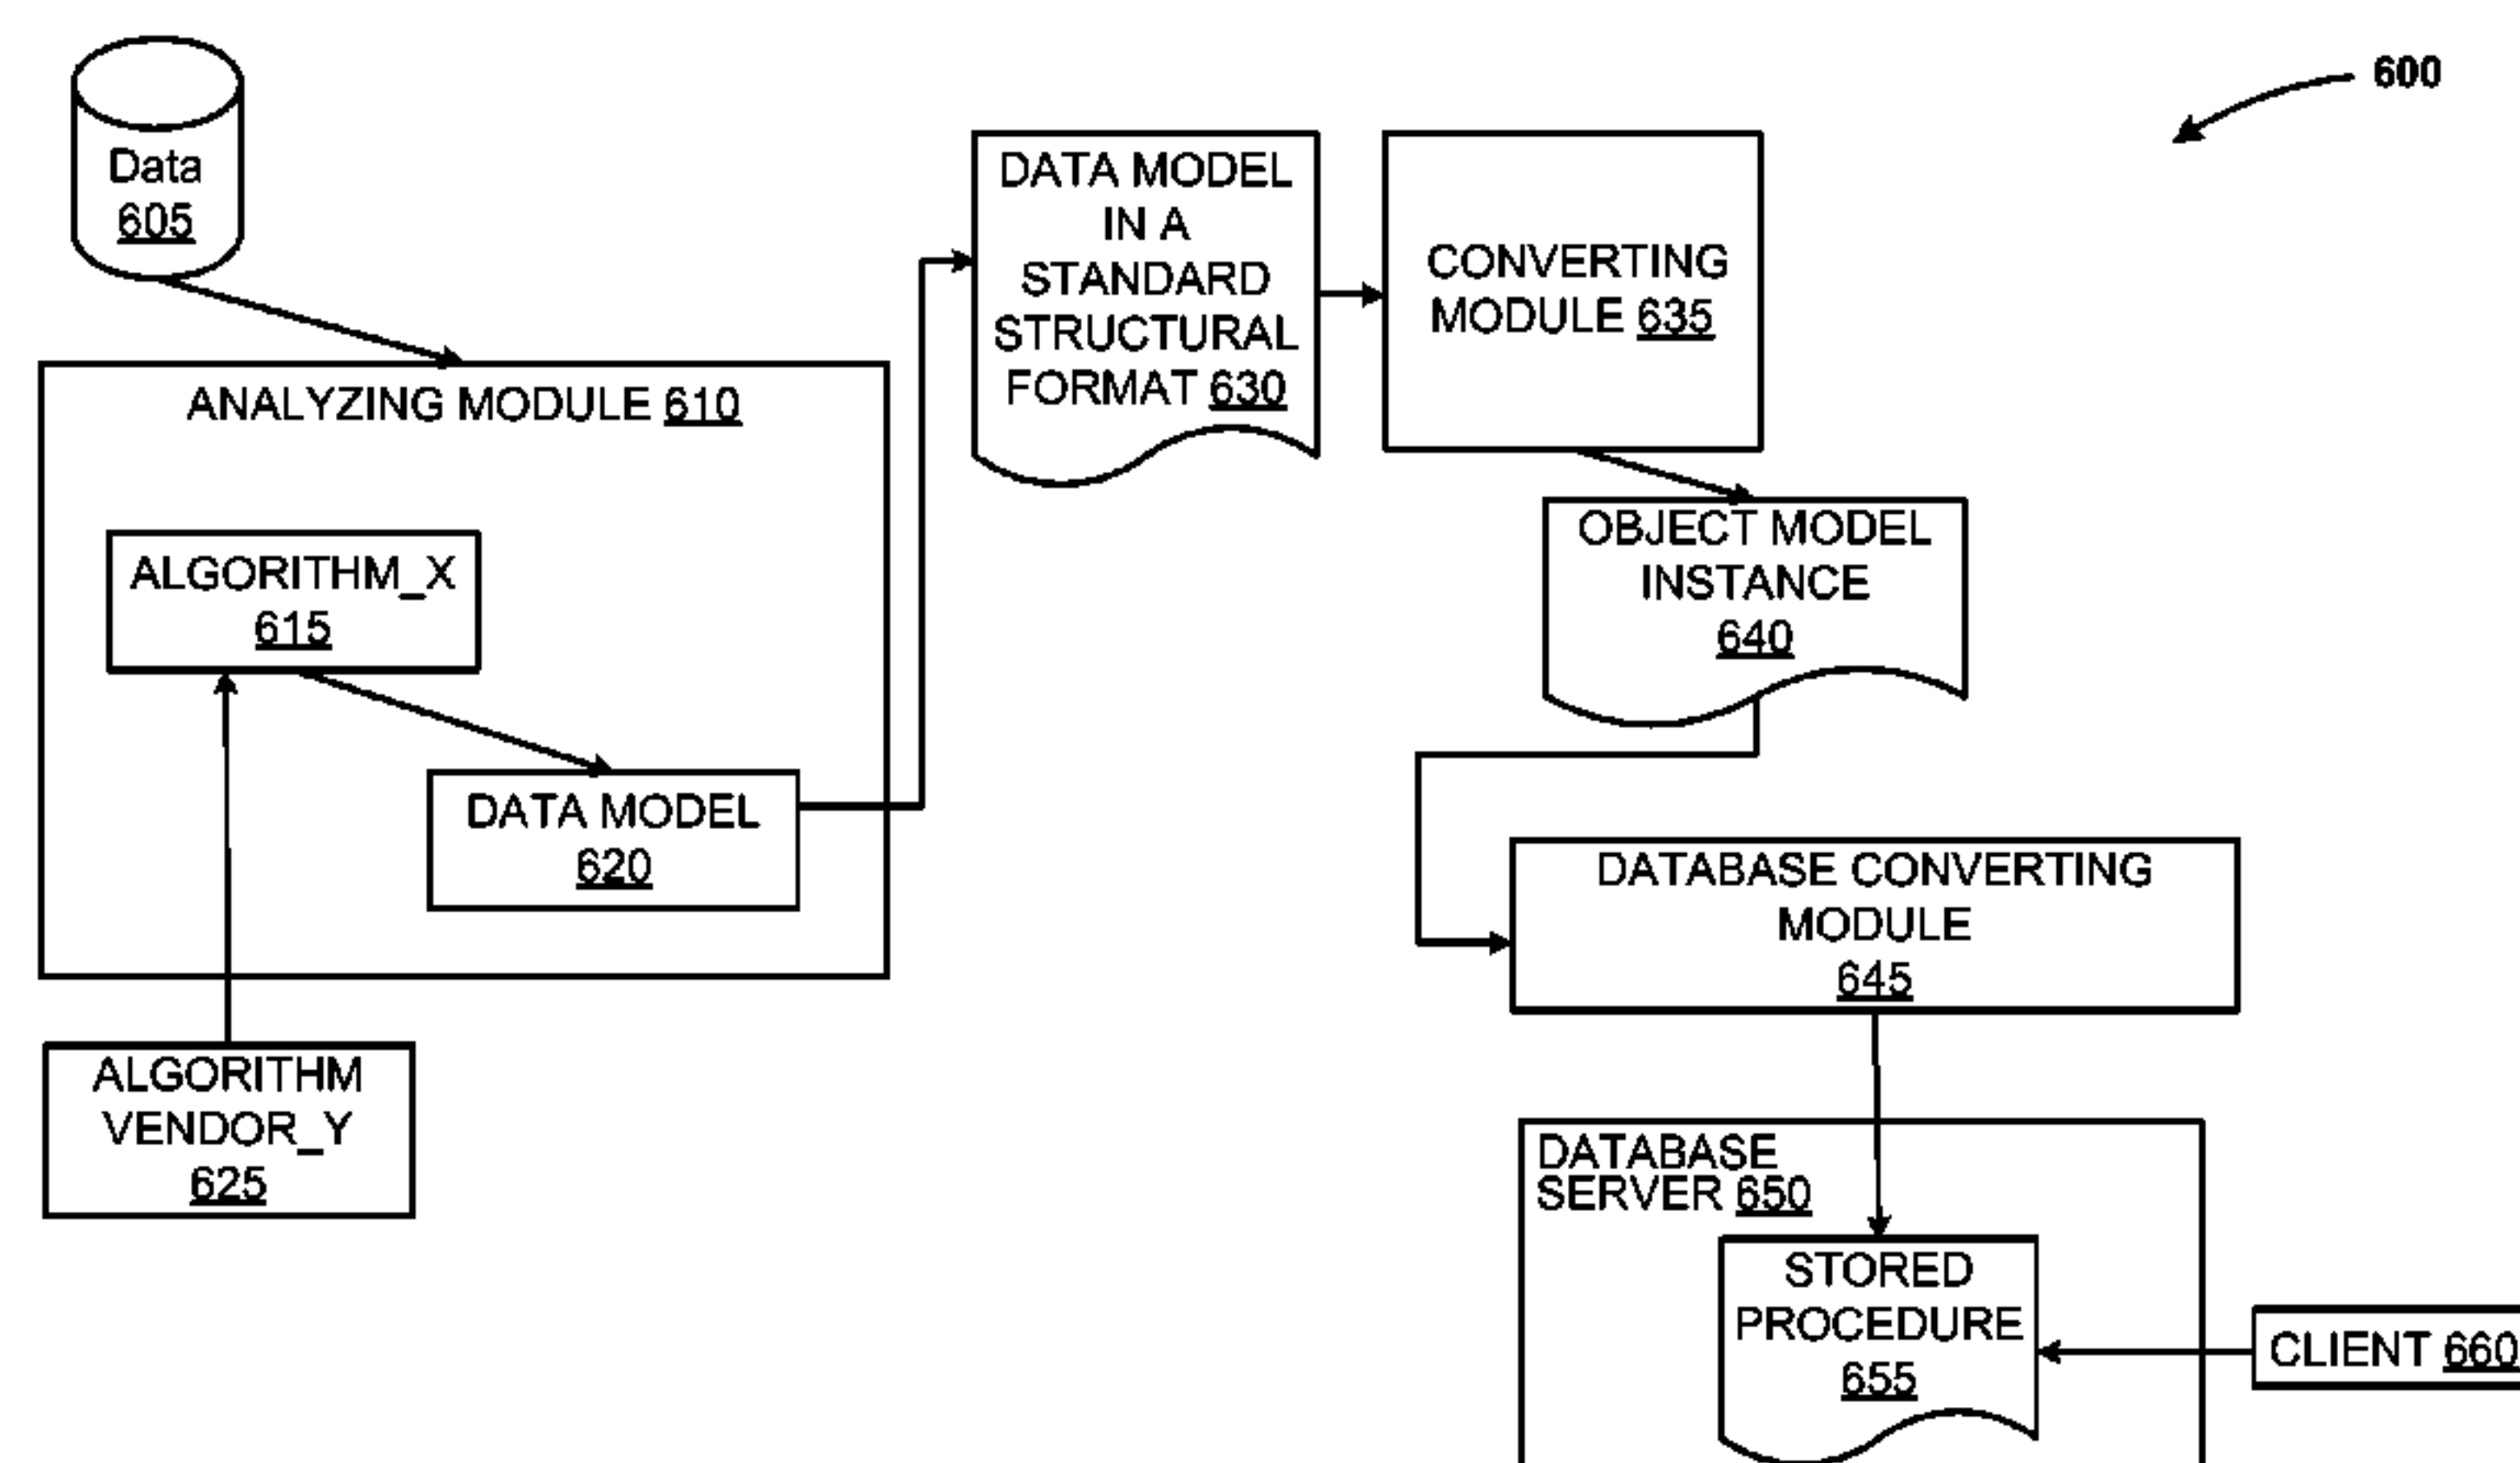 600
Data
605
ANALYZING MODULE 610
ALGORITHM_X
615
DATA MODEL
620
ALGORITHM
VENDOR_Y
625
DATA MODEL
IN A
STANDARD
STRUCTURAL
FORMAT 630
CONVERTING
MODULE 635
OBJECT MODEL
INSTANCE
640
DATABASE CONVERTING
MODULE
645
DATABASE
SERVER 650
STORED
PROCEDURE
655
CLIENT 660